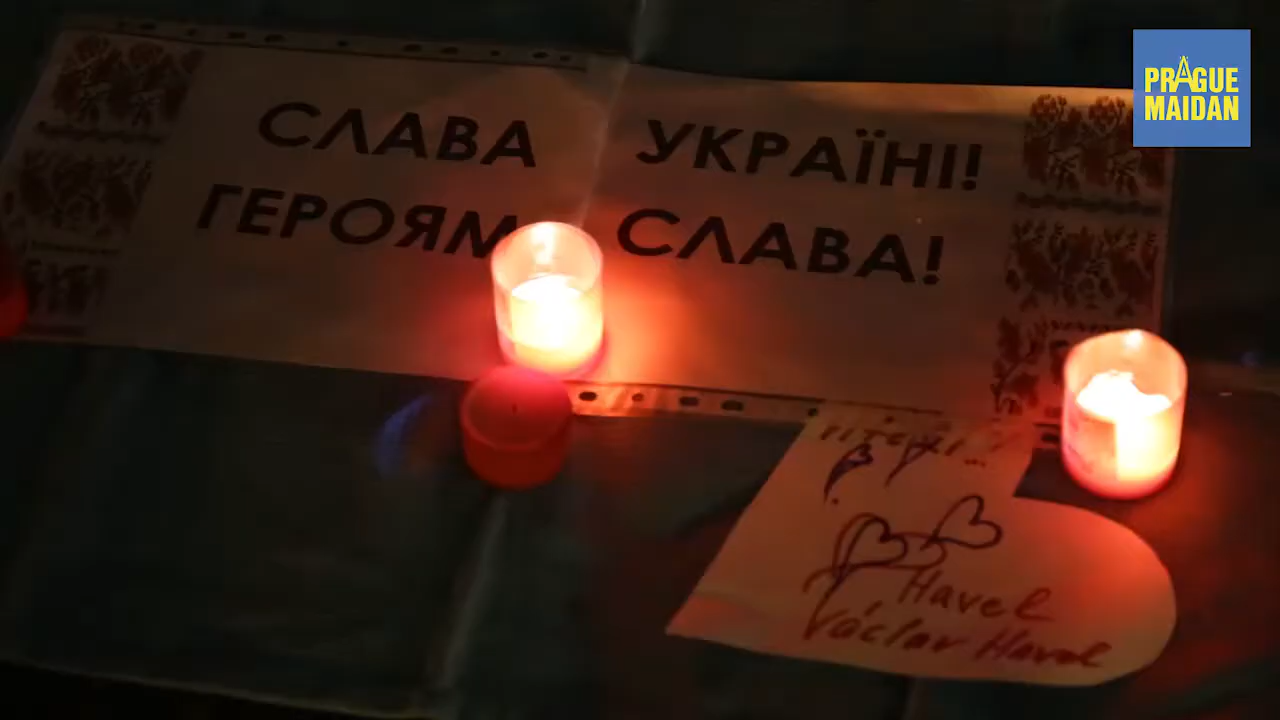 СЛАВА УКРАЇНІ!
ГЕРОЯМ СЛАВА!
PRAGUE
MAIDAN
Havel
Václav Havel